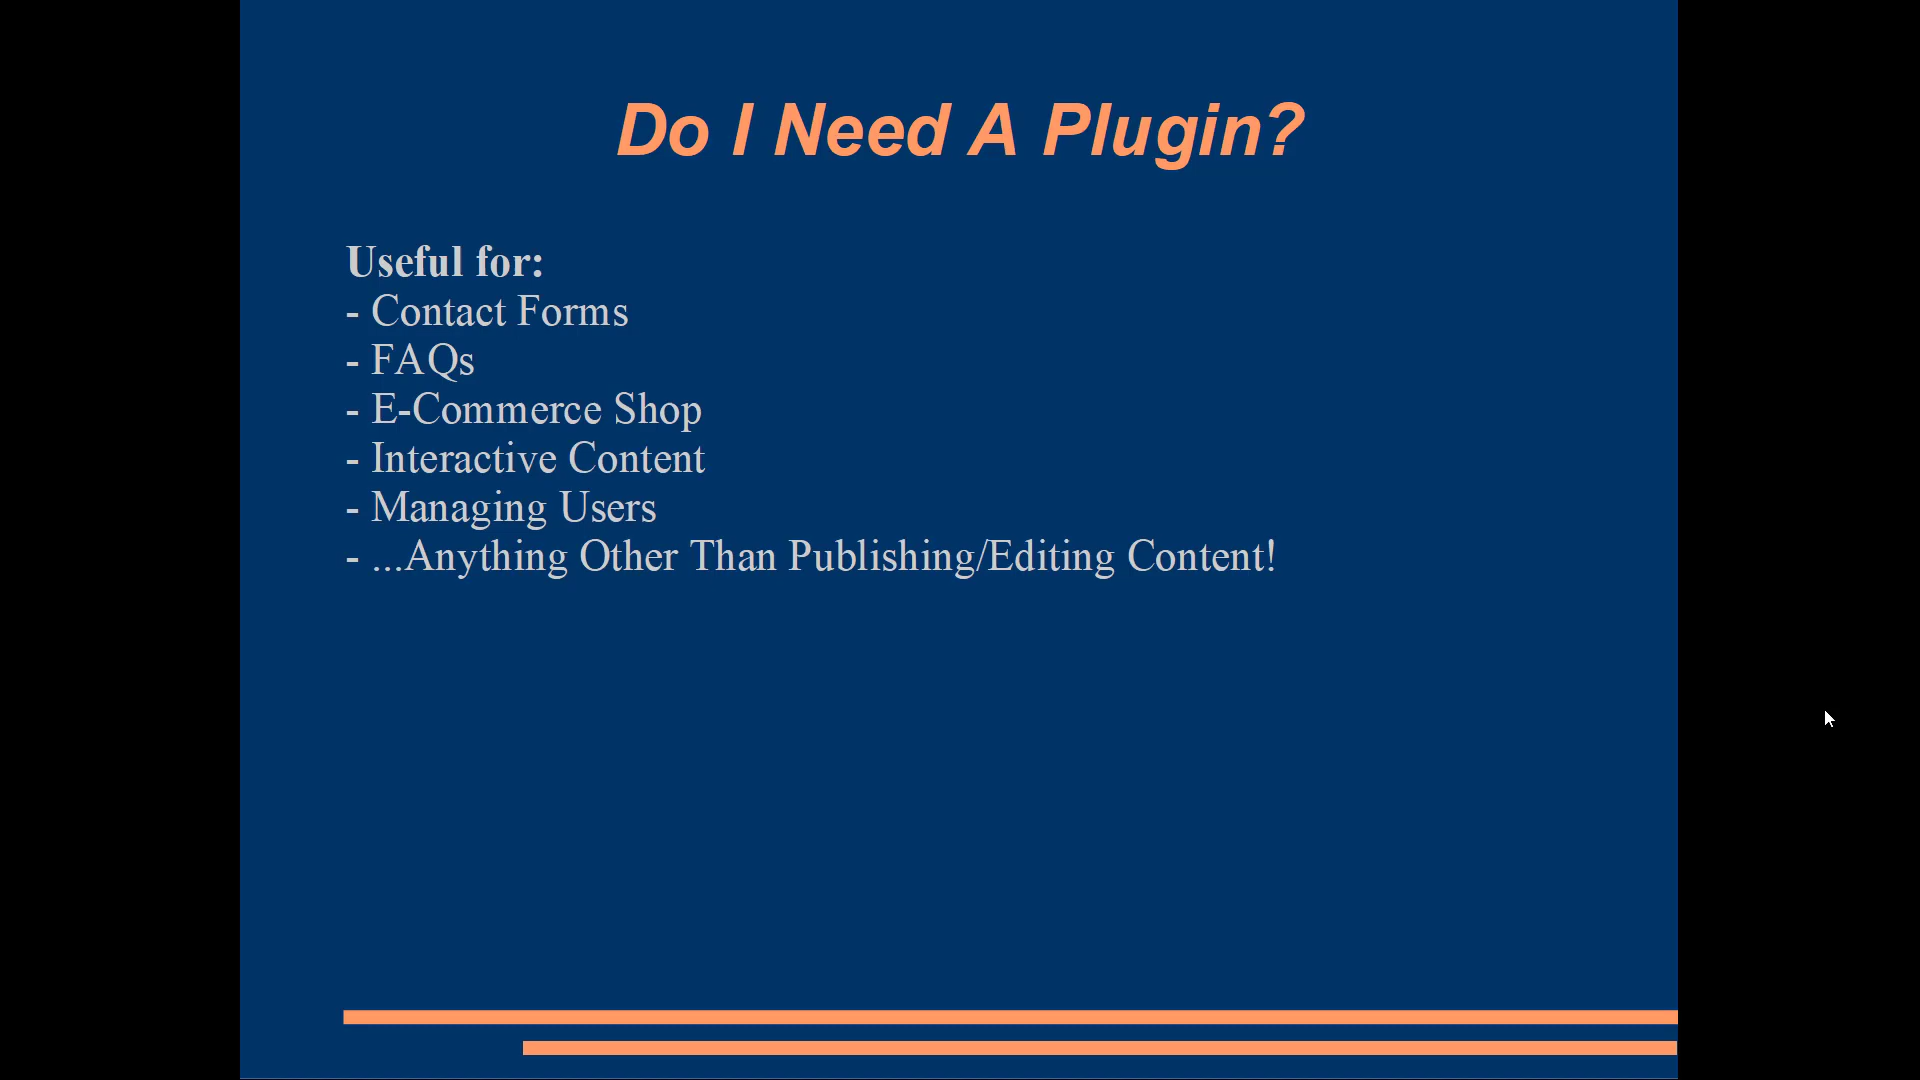 Do I Need A Plugin?
Useful for:
- Contact Forms
- FAQs
- E-Commerce Shop
- Interactive Content
- Managing Users
- ...Anything Other Than Publishing/Editing Content!